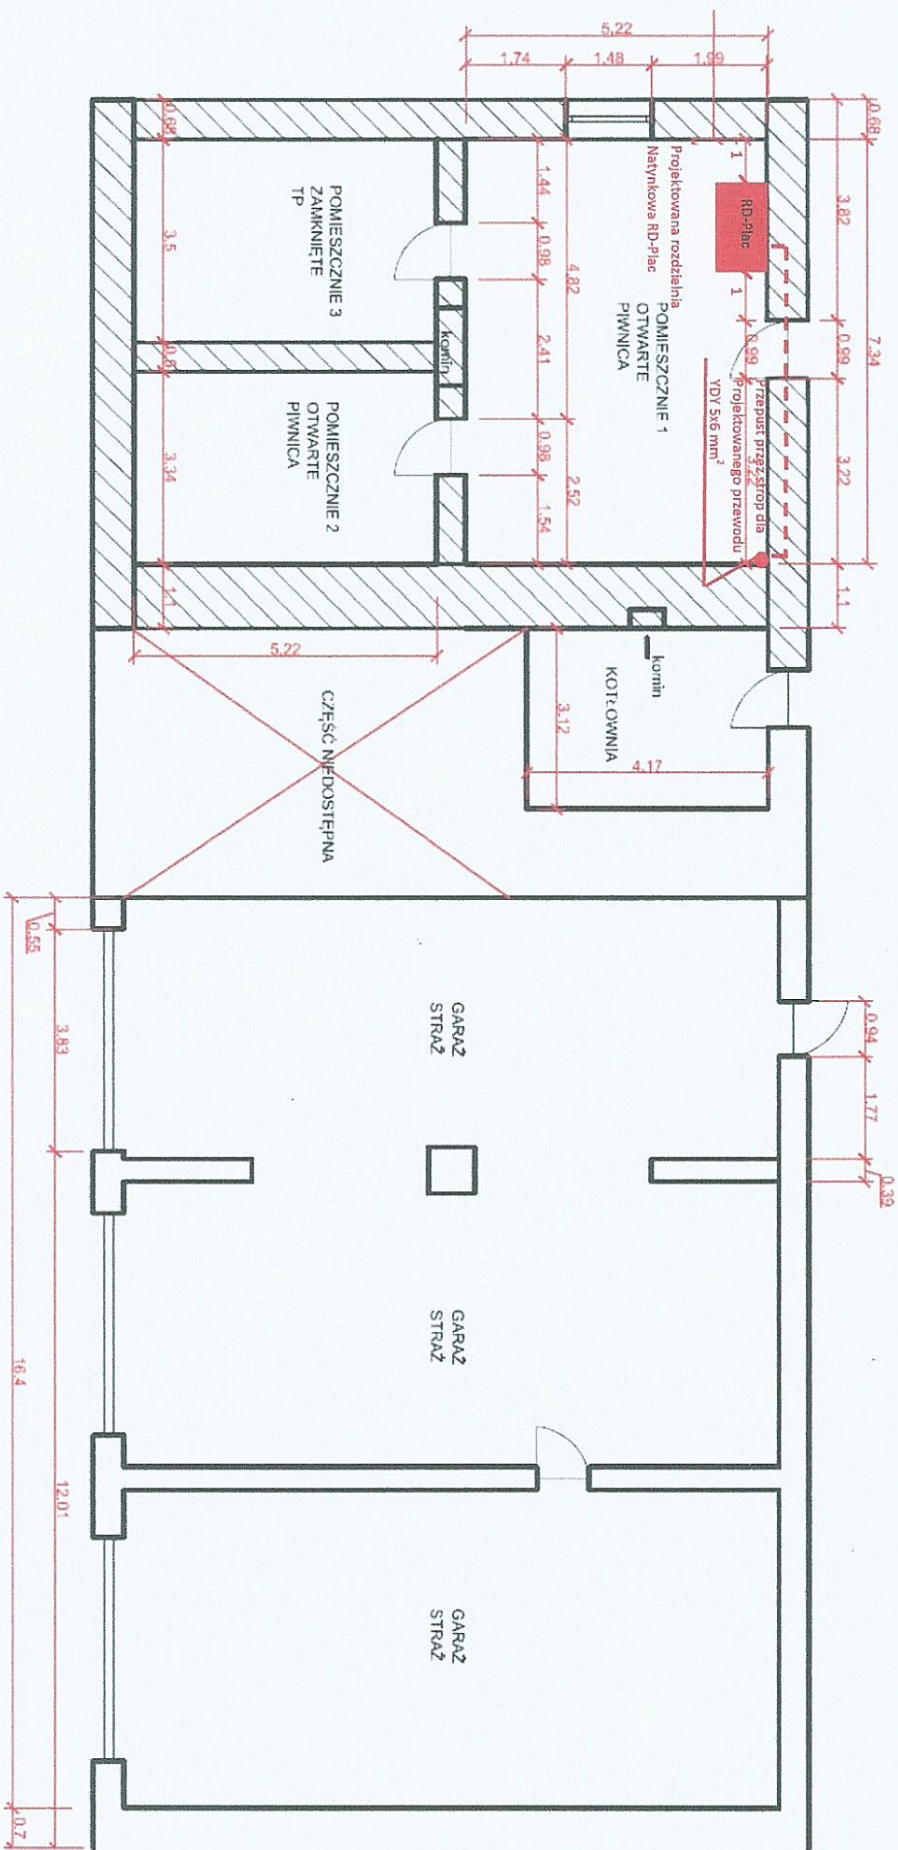 5,22
1,74
1,48
1,99
0,68
3,82
7,34
0,99
3,22
1,1
0,68
3,5
3,34
1,1
1
RD-Plac
1
0,99
Projektowana rozdzielnia
Natynkowa RD-Plac
POMIESZCZNIE 1
OTWARTE
PIWNICA
Przepust przez strop dla
Projektowanego przewodu
YDY 5x6 mm²
1,44
0,98
4,82
2,41
0,98
2,52
1,54
POMIESZCZNIE 3
ZAMKNIĘTE
TP
komin
POMIESZCZNIE 2
OTWARTE
PIWNICA
komin
KOTŁOWNIA
3,12
4,17
5,22
CZĘŚĆ NIEDOSTĘPNA
0,94
1,77
0,39
GARAŻ
STRAŻ
GARAŻ
STRAŻ
GARAŻ
STRAŻ
0,55
3,83
12,01
16,4
0,7